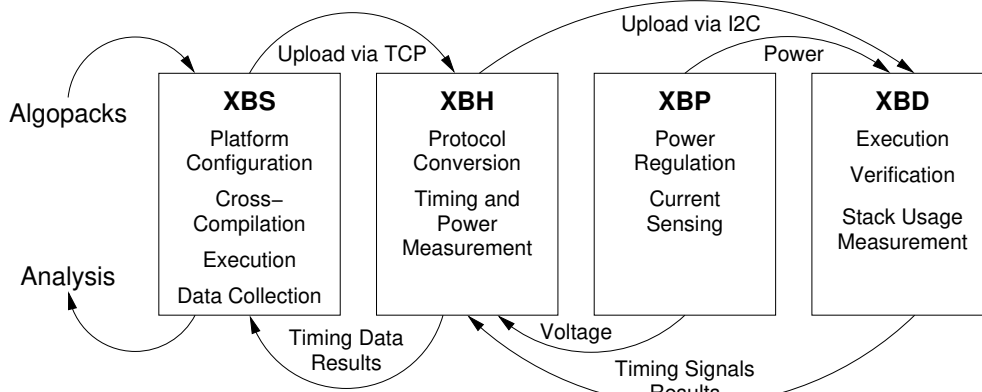 Upload via I2C
Upload via TCP
Power
Algopacks
XBS
Platform
Configuration
Cross−
Compilation
Execution
Data Collection
XBH
Protocol
Conversion
Timing and
Power
Measurement
XBP
Power
Regulation
Current
Sensing
XBD
Execution
Verification
Stack Usage
Measurement
Analysis
Timing Data
Results
Voltage
Timing Signals
Results